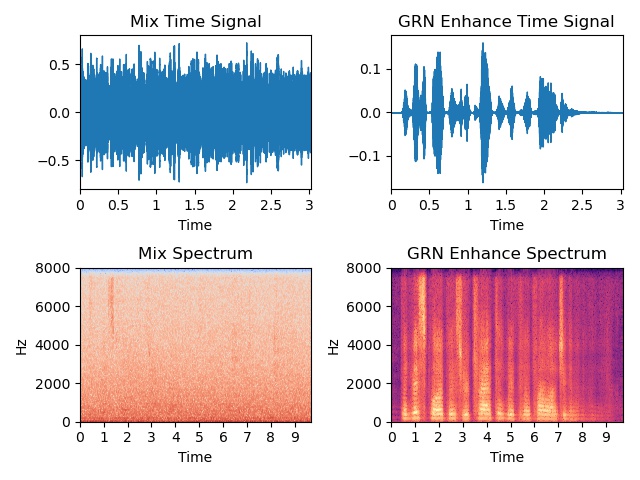 Mix Time Signal
0.5
0.0
−0.5
0 0.5 1 1.5 2 2.5 3
Time
GRN Enhance Time Signal
0.1
0.0
−0.1
0 0.5 1 1.5 2 2.5 3
Time
Mix Spectrum
Hz
8000
6000
4000
2000
0
0 1 2 3 4 5 6 7 8 9
Time
GRN Enhance Spectrum
Hz
8000
6000
4000
2000
0
0 1 2 3 4 5 6 7 8 9
Time